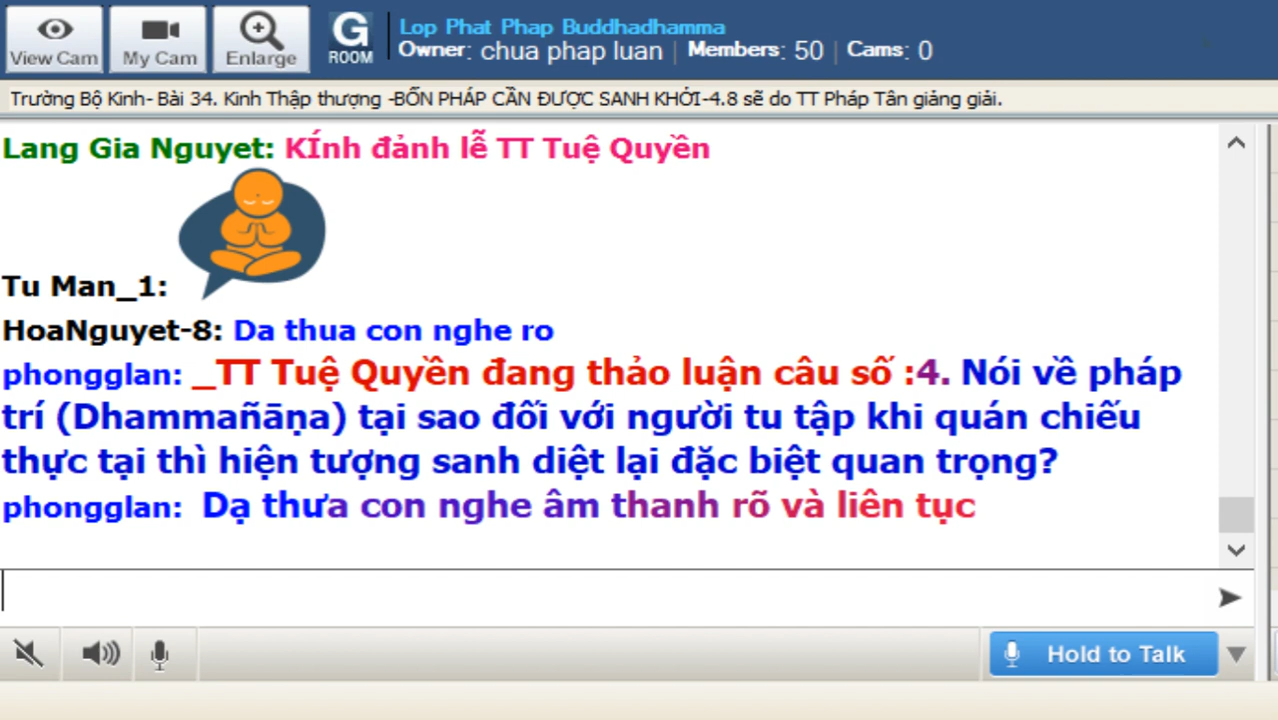 View Cam
My Cam
Enlarge
G
ROOM
Lop Phat Phap Buddhadhamma
Owner: chua phap luan | Members: 50 | Cams: 0
Trường Bộ Kinh- Bài 34. Kinh Thập thượng -BỐN PHÁP CẦN ĐƯỢC SANH KHỞI-4.8 sẽ do TT Pháp Tân giảng giải.
Lang Gia Nguyet: KÍnh đảnh lễ TT Tuệ Quyền
Tu Man_1:
HoaNguyet-8: Da thua con nghe ro
phongglan: _TT Tuệ Quyền đang thảo luận câu số :4. Nói về pháp
trí (Dhammañāṇa) tại sao đối với người tu tập khi quán chiếu
thực tại thì hiện tượng sanh diệt lại đặc biệt quan trọng?
phongglan: Dạ thưa con nghe âm thanh rõ và liên tục
Hold to Talk